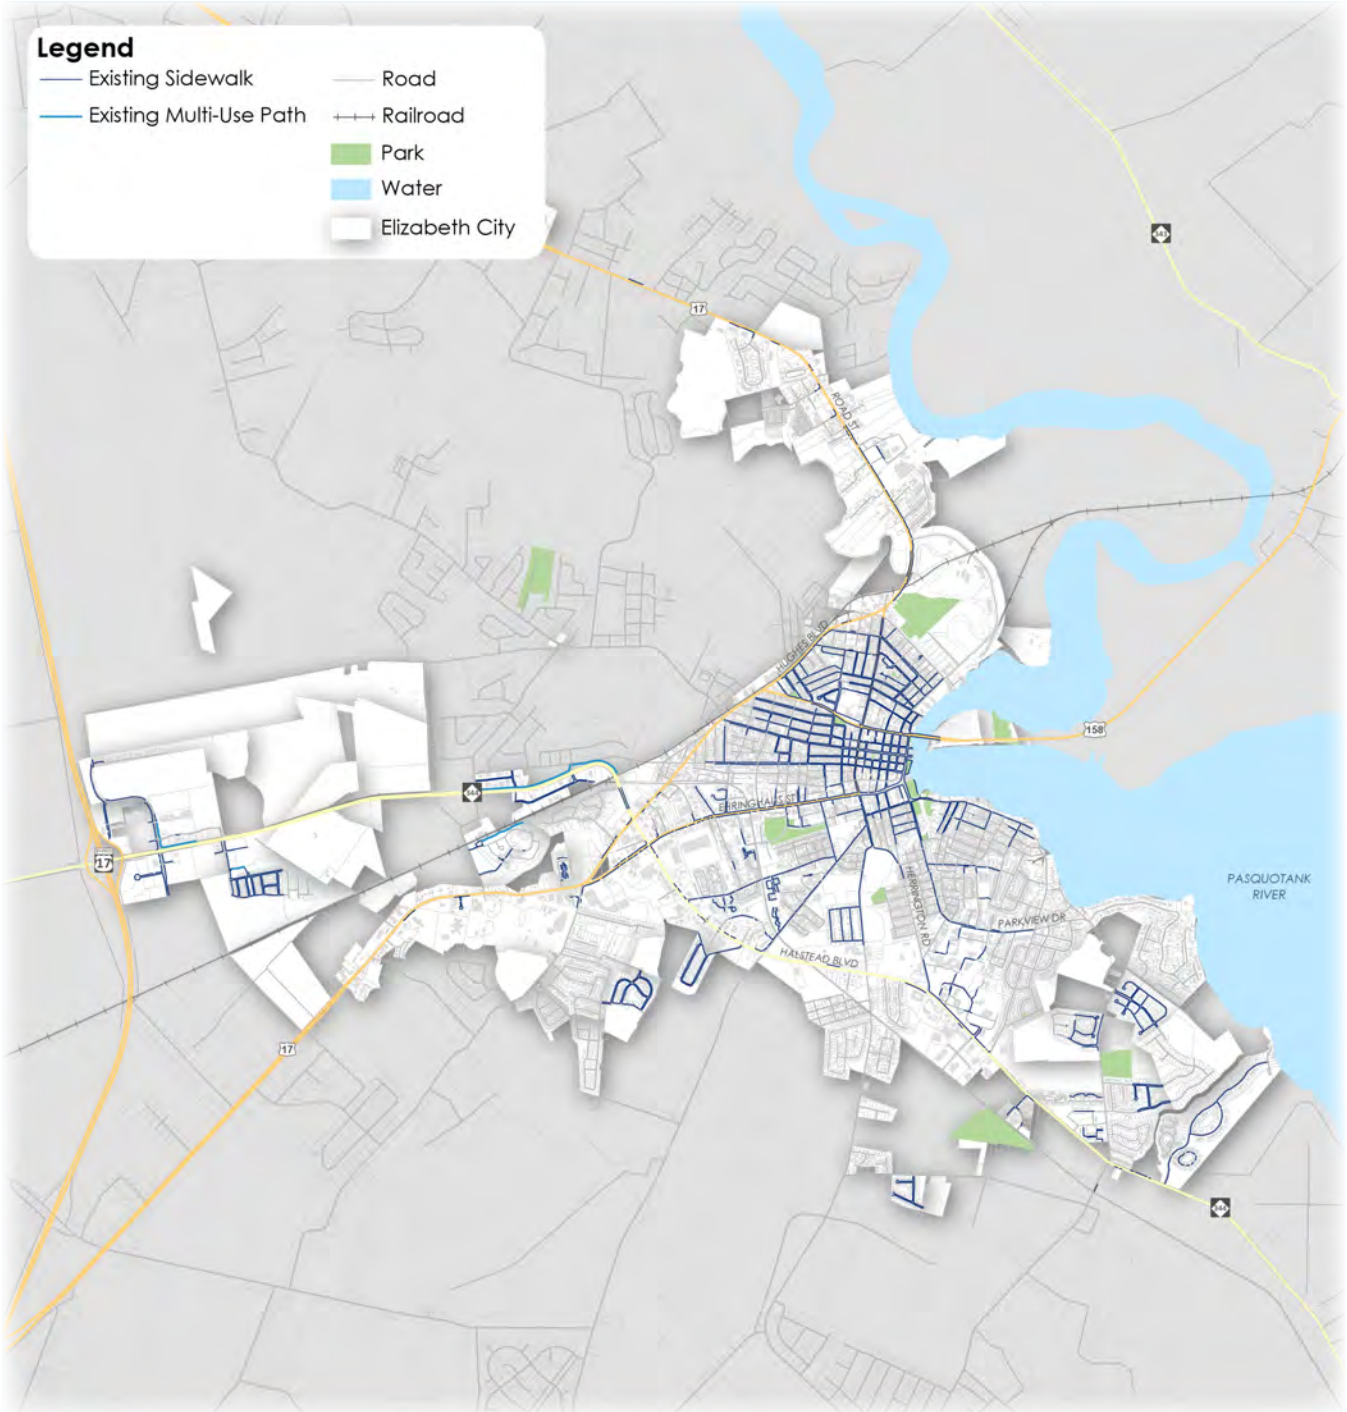 Legend
Existing Sidewalk
Existing Multi-Use Path
Road
Railroad
Park
Water
Elizabeth City
17
ROAD ST
HUGHES BLVD
158
344
EHRINGHAUS ST
17
PASQUOTANK
RIVER
HERRINGTON RD
PARKVIEW DR
HALSTEAD BLVD
17
344